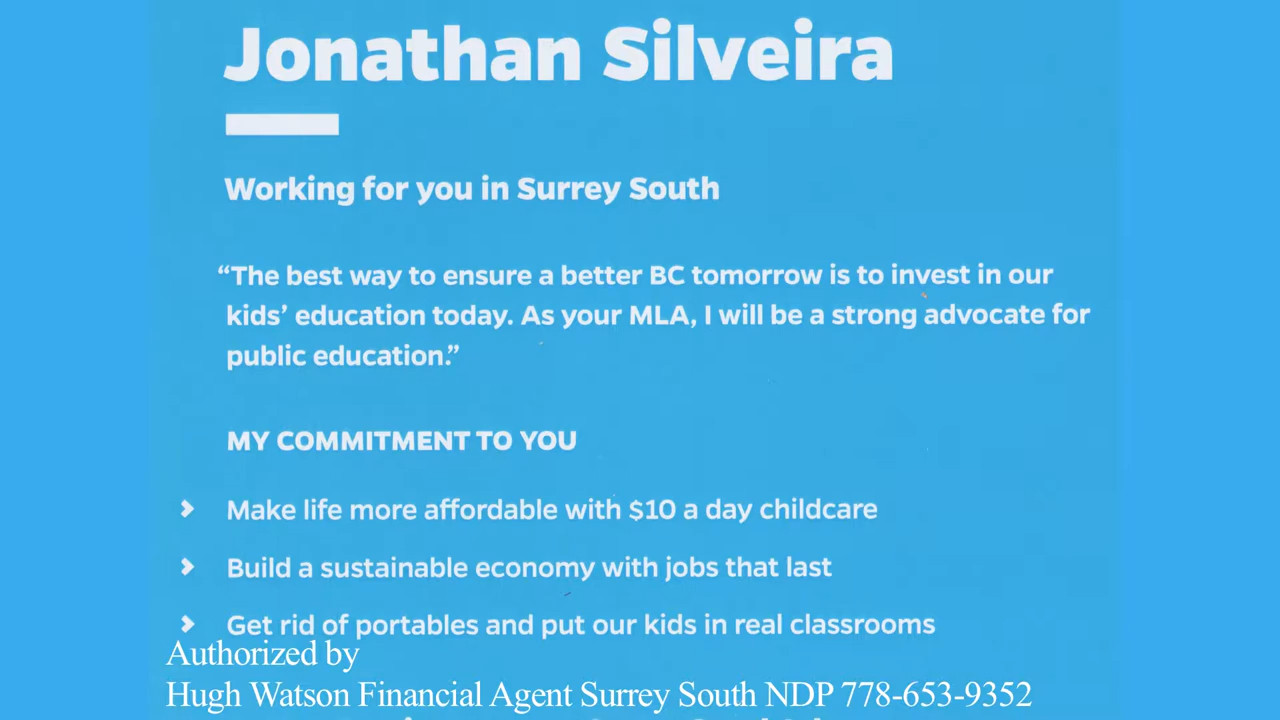 Jonathan Silveira
Working for you in Surrey South
“The best way to ensure a better BC tomorrow is to invest in our
kids’ education today. As your MLA, I will be a strong advocate for
public education.”
MY COMMITMENT TO YOU
Make life more affordable with $10 a day childcare
Build a sustainable economy with jobs that last
Get rid of portables and put our kids in real classrooms
Authorized by
Hugh Watson Financial Agent Surrey South NDP 778-653-9352